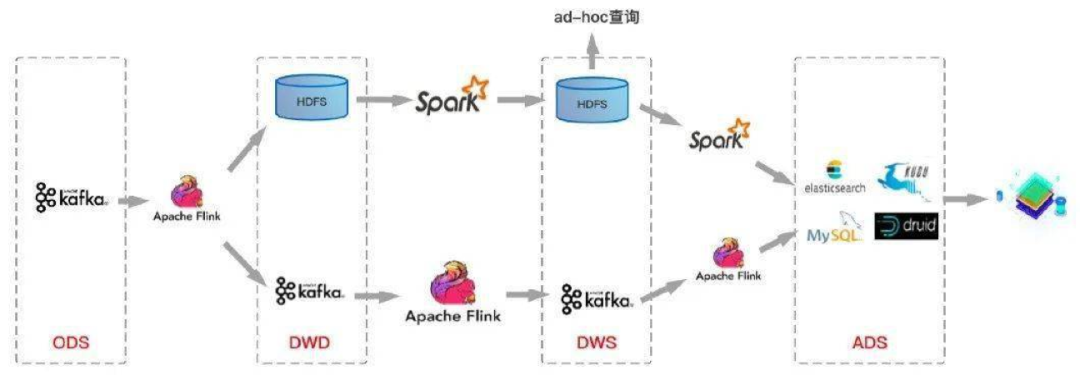 ad-hoc查询
HDFS
Spark
HDFS
Spark
kafka
Apache Flink
elasticsearch
KUDU
MySQL
druid
kafka
Apache Flink
kafka
Apache Flink
ODS
DWD
DWS
ADS